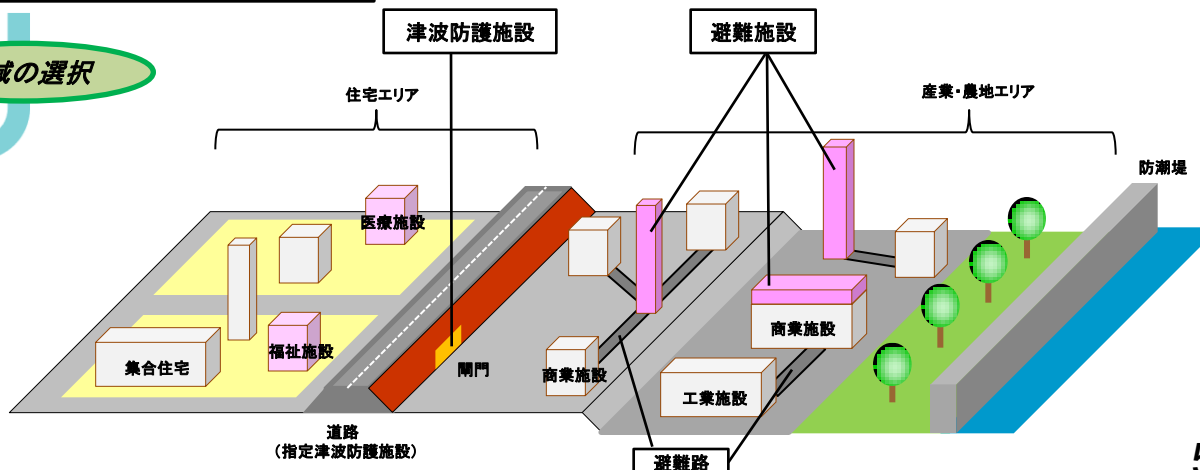 域の選択
津波防護施設
避難施設
住宅エリア
産業・農地エリア
防潮堤
医療施設
福祉施設
集合住宅
閘門
商業施設
商業施設
工業施設
道路
（指定津波防護施設）
避難路